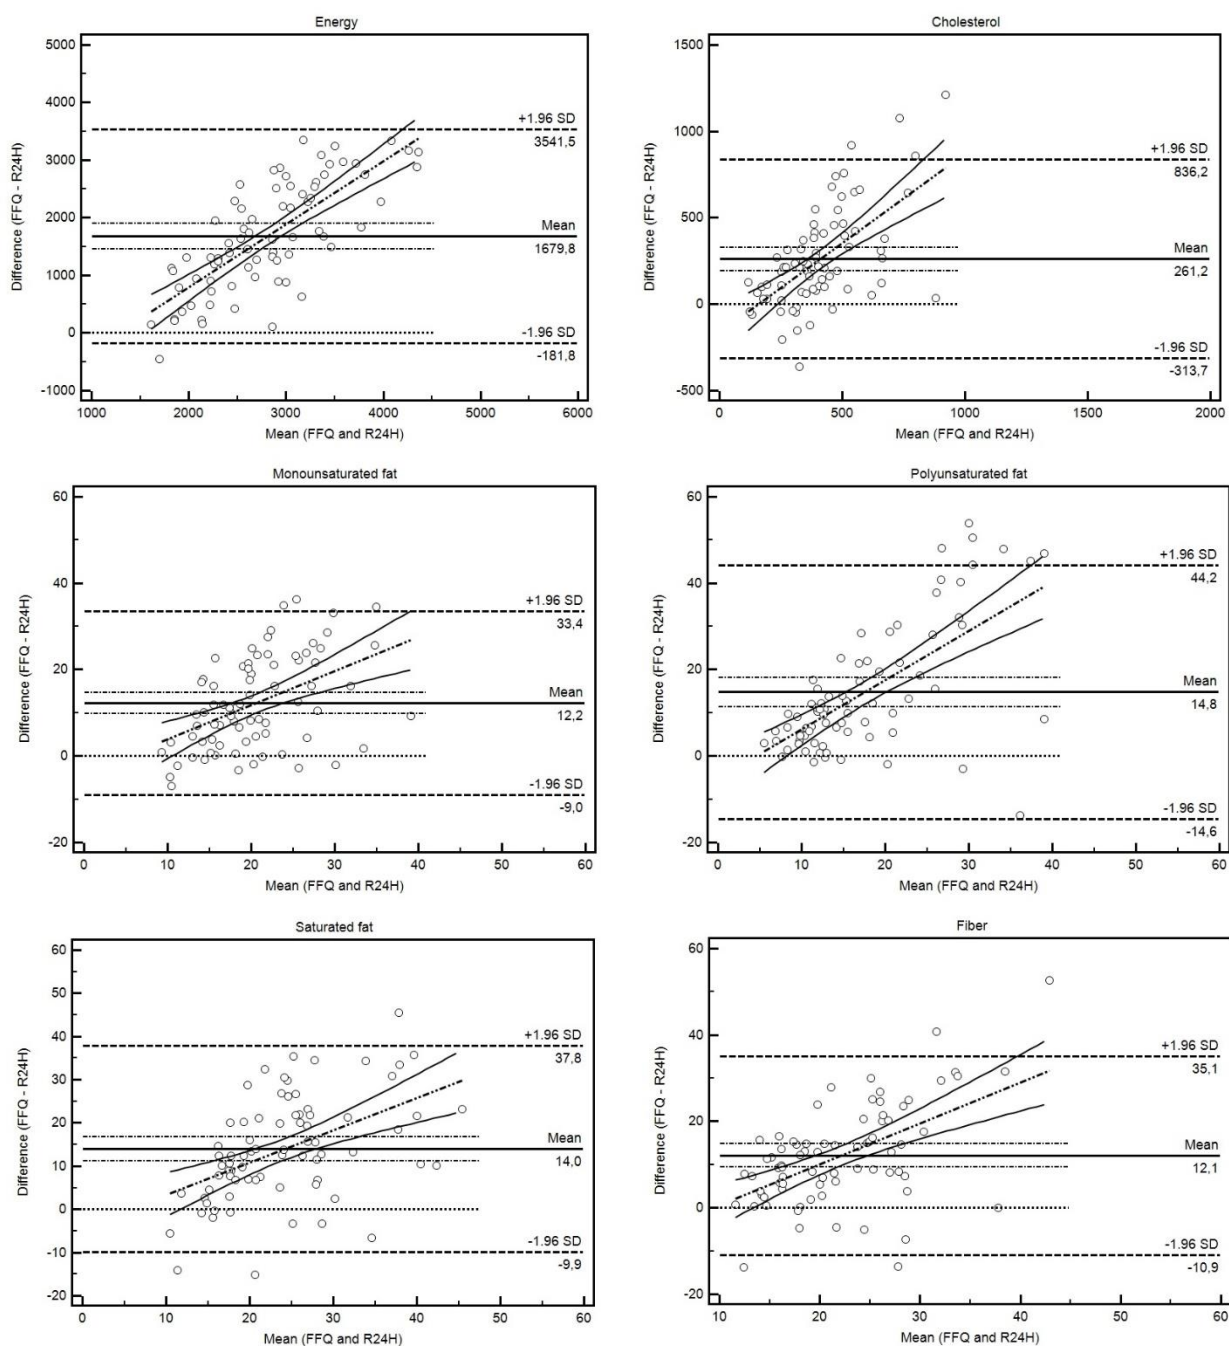 Energy
5000
4000
3000
2000
1000
0
-1000
Difference (FFQ - R24H)
+1.96 SD
3541,5
Mean
1679,8
-1.96 SD
-181,8
1000 2000 3000 4000 5000 6000
Mean (FFQ and R24H)
Cholesterol
1500
1000
500
0
-500
Difference (FFQ - R24H)
+1.96 SD
836,2
Mean
261,2
-1.96 SD
-313,7
0 500 1000 1500 2000
Mean (FFQ and R24H)
Monounsaturated fat
60
40
20
0
-20
Difference (FFQ - R24H)
+1.96 SD
33,4
Mean
12,2
-1.96 SD
-9,0
0 10 20 30 40 50 60
Mean (FFQ and R24H)
Polyunsaturated fat
60
40
20
0
-20
Difference (FFQ - R24H)
+1.96 SD
44,2
Mean
14,8
-1.96 SD
-14,6
0 10 20 30 40 50 60
Mean (FFQ and R24H)
Saturated fat
60
50
40
30
20
10
0
-10
-20
Difference (FFQ - R24H)
+1.96 SD
37,8
Mean
14,0
-1.96 SD
-9,9
0 10 20 30 40 50 60
Mean (FFQ and R24H)
Fiber
60
40
20
0
-20
Difference (FFQ - R24H)
+1.96 SD
35,1
Mean
12,1
-1.96 SD
-10,9
10 20 30 40 50 60
Mean (FFQ and R24H)